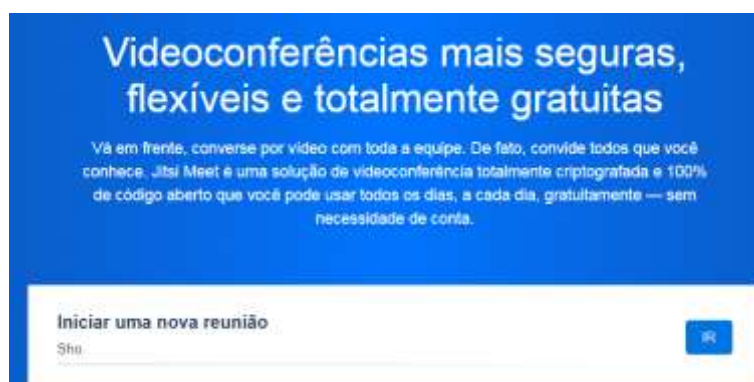 Videoconferências mais seguras,
flexíveis e totalmente gratuitas
Vá em frente, converse por vídeo com toda a equipe. De fato, convide todos que você
conhece. Jitsi Meet é uma solução de videoconferência totalmente criptografada e 100%
de código aberto que você pode usar todos os dias, a cada dia, gratuitamente — sem
necessidade de conta.
Iniciar uma nova reunião
IR
Sho